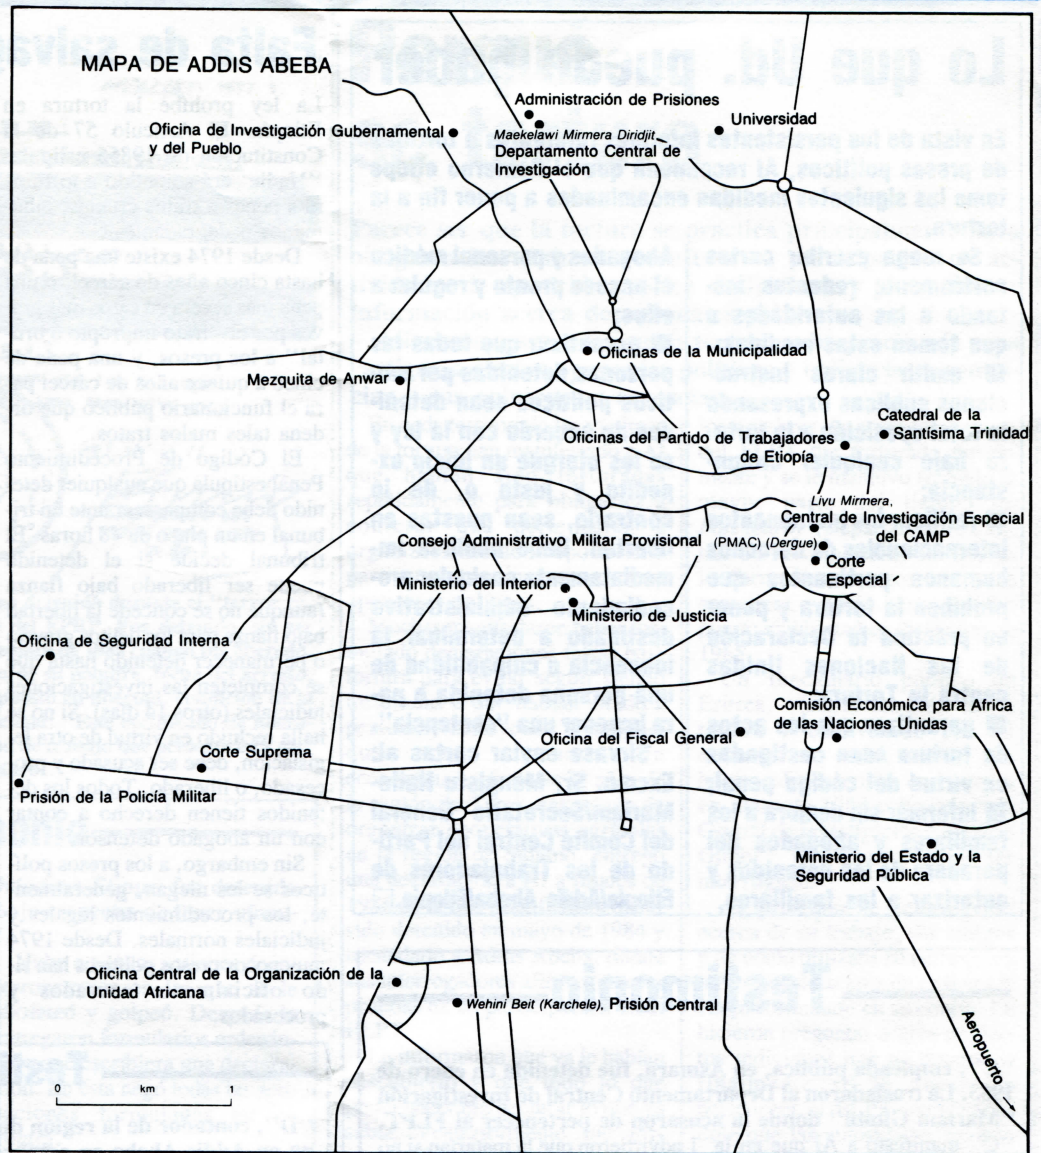 MAPA DE ADDIS ABEBA
Administración de Prisiones
Oficina de Investigación Gubernamental
y del Pueblo
Maekelawi Mirmera Diridjit,
Departamento Central de
Investigación
Universidad
Oficinas de la Municipalidad
Mezquita de Anwar
Catedral de la
Santísima Trinidad
Oficinas del Partido de Trabajadores
de Etiopía
Livu Mirmera,
Central de Investigación Especial
del CAMP
Consejo Administrativo Militar Provisional
(PMAC) (Dergue)
Corte
Especial
Ministerio del Interior
Ministerio de Justicia
Oficina de Seguridad
Comisión Económica para Africa
de las Naciones Unidas
Oficina del Fiscal General
Corte Suprema
Prisión de la Policía Militar
Ministerio del Estado y la
Seguridad Pública
Oficina Central de la Organización de la
Unidad Africana
Wehini Beit (Karchele), Prisión Central
Aeropuerto
0 km 1